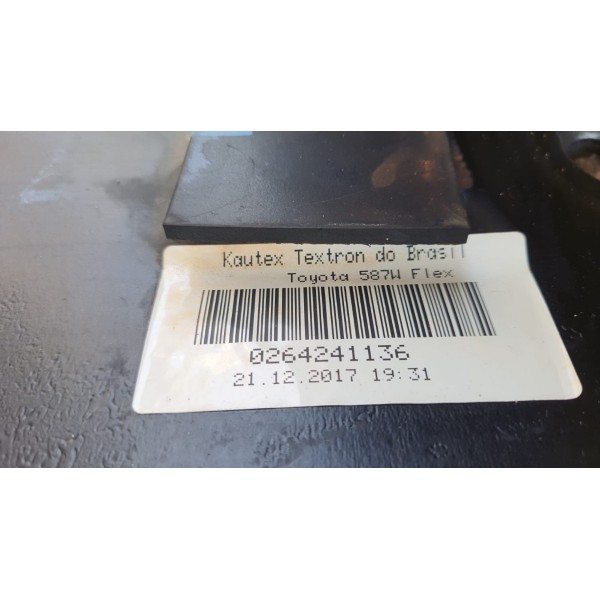 Kautex Textron do Brasil
Toyota 587W Flex
0264241136
21.12.2017 19:31